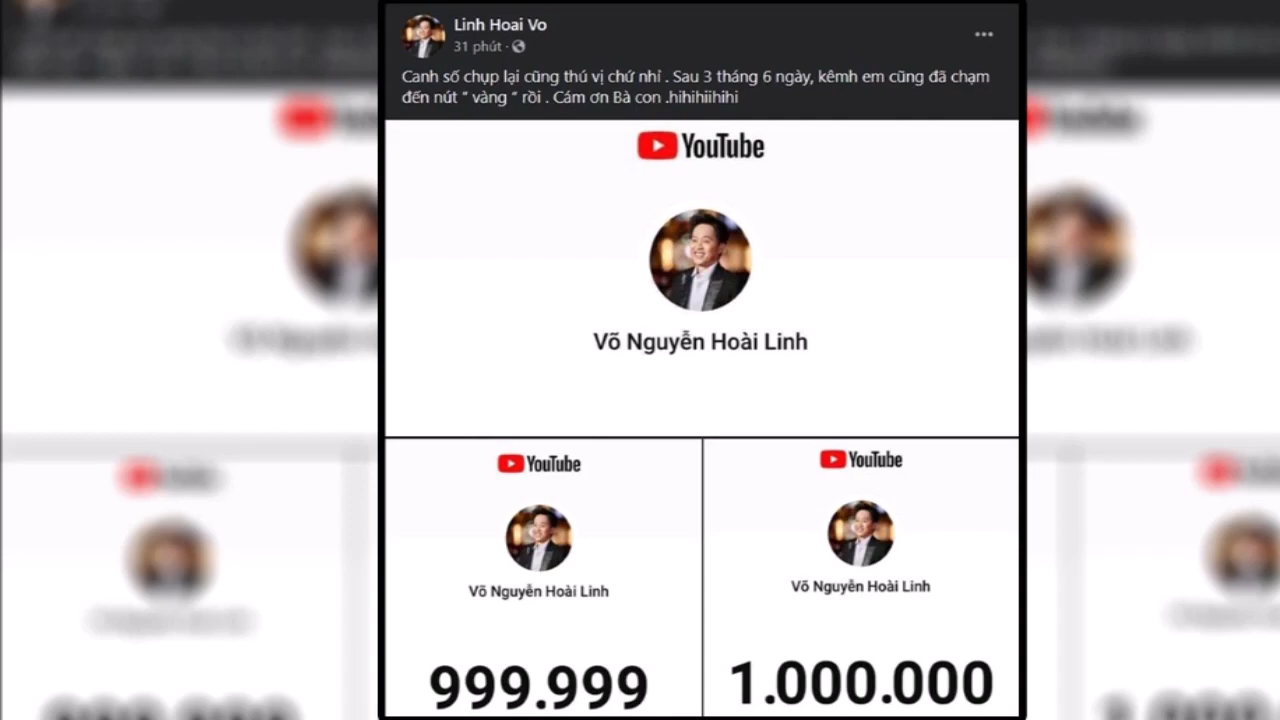 Linh Hoai Vo
31 phút ·
Canh số chụp lại cũng thú vị chứ nhỉ . Sau 3 tháng 6 ngày, kêmh em cũng đã chạm
đến nút " vàng " rồi . Cám ơn Bà con .hihihiihihi
YouTube
Võ Nguyễn Hoài Linh
YouTube
Võ Nguyễn Hoài Linh
999.999
YouTube
Võ Nguyễn Hoài Linh
1.000.000